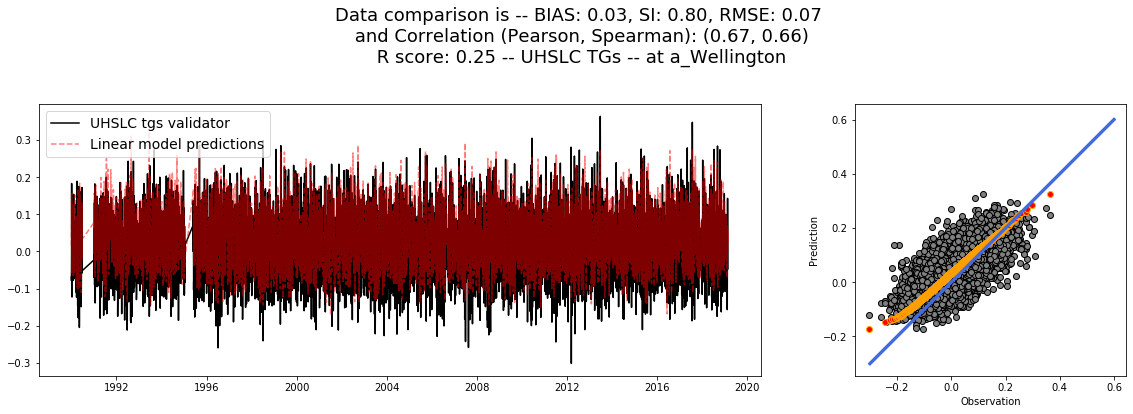 Data comparison is -- BIAS: 0.03, SI: 0.80, RMSE: 0.07
and Correlation (Pearson, Spearman): (0.67, 0.66)
R score: 0.25 -- UHSLC TGs -- at a_Wellington
UHSLC tgs validator
Linear model predictions
0.3
0.2
0.1
0.0
−0.1
−0.2
−0.3
1992 1996 2000 2004 2008 2012 2016 2020
Prediction
0.6
0.4
0.2
0.0
−0.2
−0.2 0.0 0.2 0.4 0.6
Observation